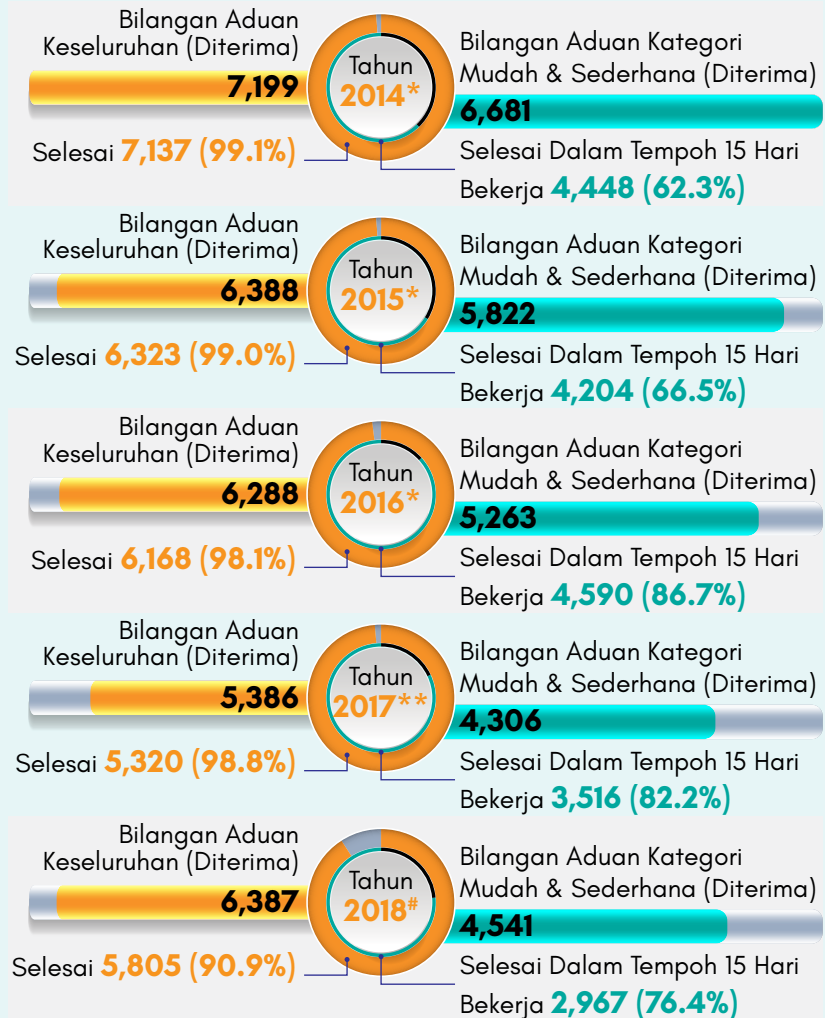 Bilangan Aduan
Keseluruhan (Diterima)
7,199
Selesai 7,137 (99.1%)
Tahun
2014*
Bilangan Aduan Kategori
Mudah & Sederhana (Diterima)
6,681
Selesai Dalam Tempoh 15 Hari
Bekerja 4,448 (62.3%)
Bilangan Aduan
Keseluruhan (Diterima)
6,388
Selesai 6,323 (99.0%)
Tahun
2015*
Bilangan Aduan Kategori
Mudah & Sederhana (Diterima)
5,822
Selesai Dalam Tempoh 15 Hari
Bekerja 4,204 (66.5%)
Bilangan Aduan
Keseluruhan (Diterima)
6,288
Selesai 6,168 (98.1%)
Tahun
2016*
Bilangan Aduan Kategori
Mudah & Sederhana (Diterima)
5,263
Selesai Dalam Tempoh 15 Hari
Bekerja 4,590 (86.7%)
Bilangan Aduan
Keseluruhan (Diterima)
5,386
Selesai 5,320 (98.8%)
Tahun
2017**
Bilangan Aduan Kategori
Mudah & Sederhana (Diterima)
4,306
Selesai Dalam Tempoh 15 Hari
Bekerja 3,516 (82.2%)
Bilangan Aduan
Keseluruhan (Diterima)
6,387
Selesai 5,805 (90.9%)
Tahun
2018#
Bilangan Aduan Kategori
Mudah & Sederhana (Diterima)
4,541
Selesai Dalam Tempoh 15 Hari
Bekerja 2,967 (76.4%)